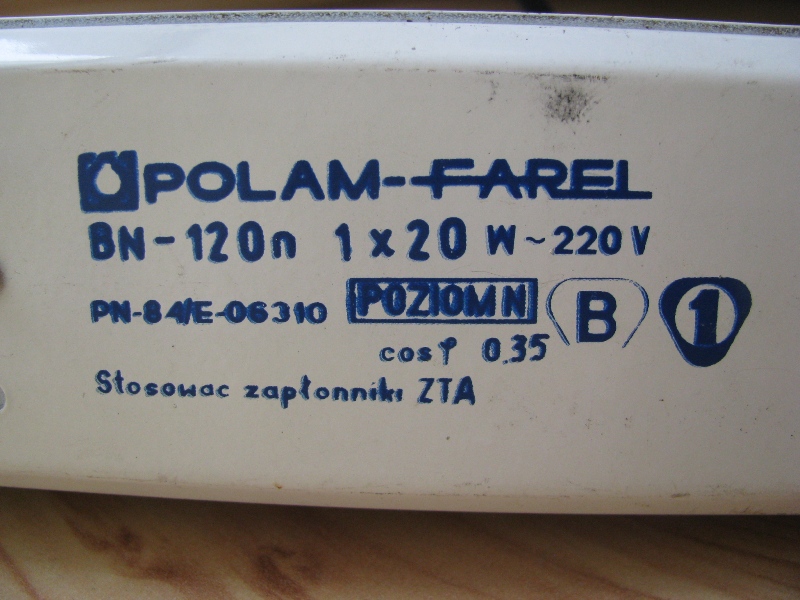 POLAM-FAREL
BN-120n 1x20 W~220V
PN-84/E-06310 POZIOM N B 1
cosφ 0.35
Stosowac zapłonniki ZTA